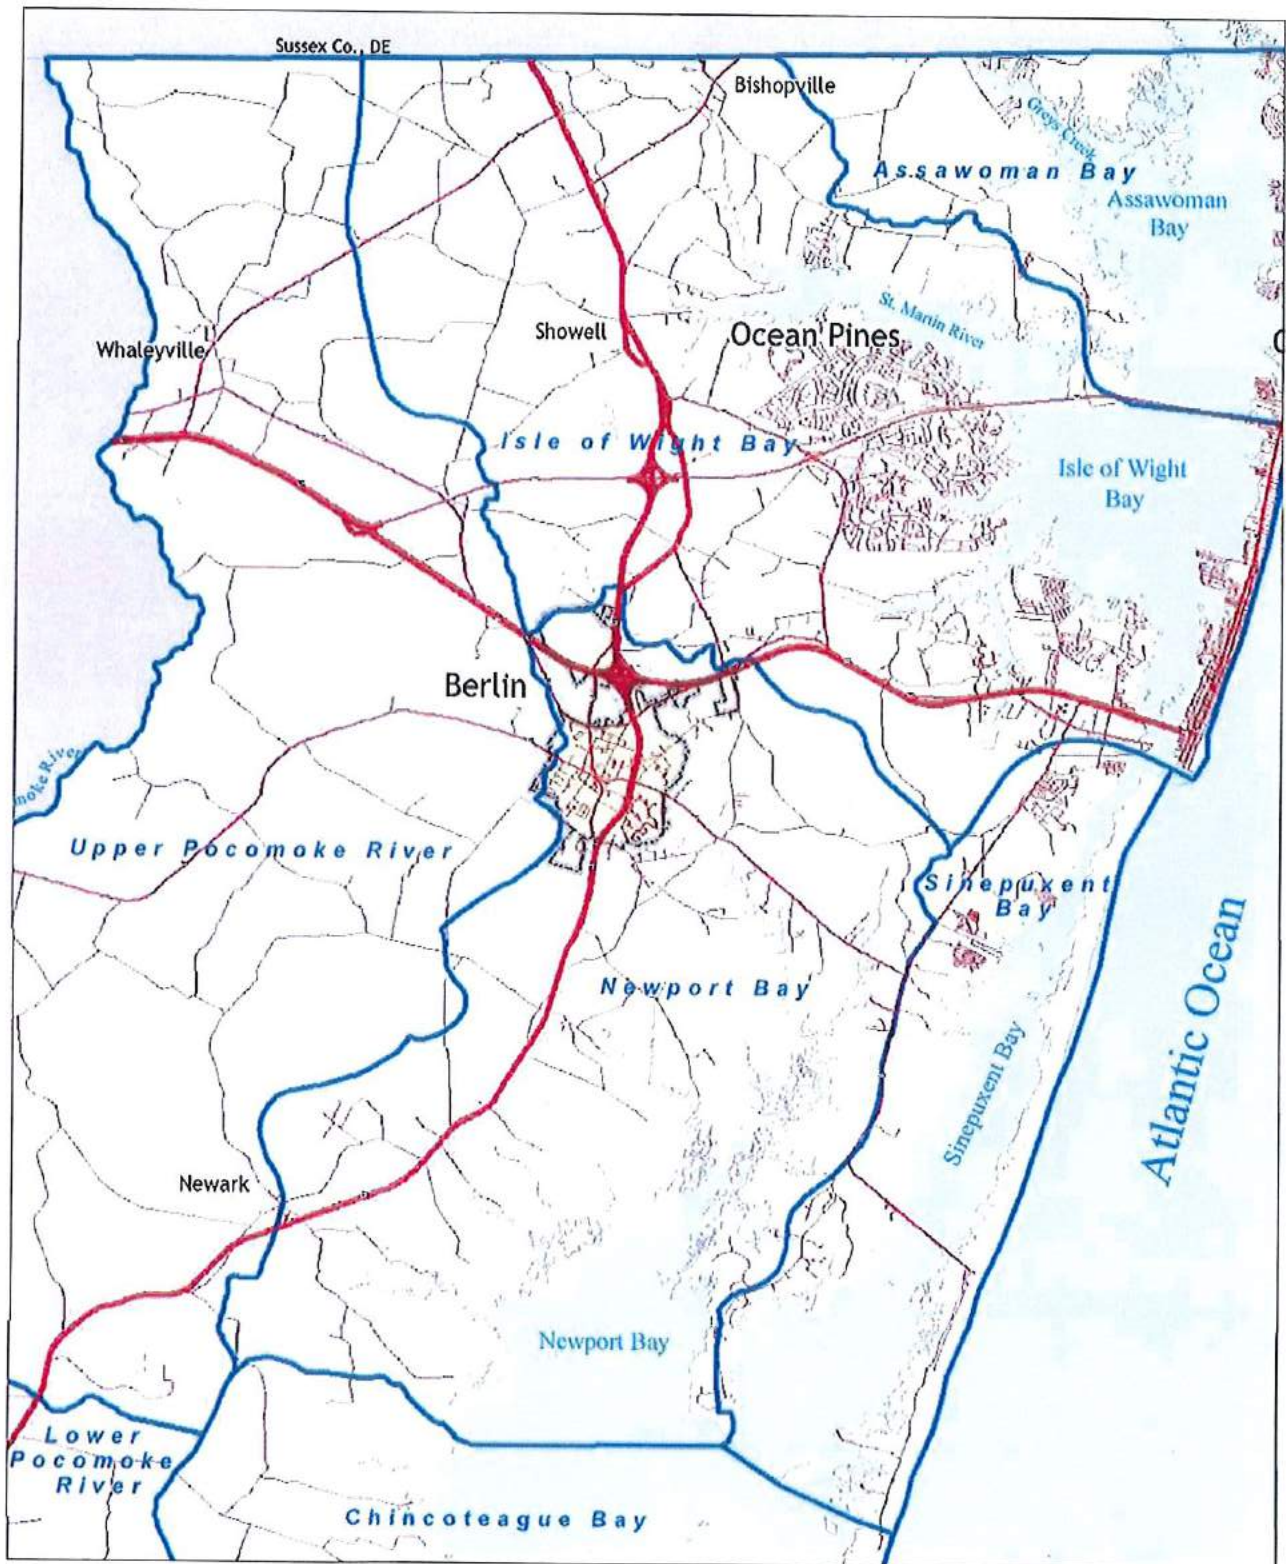 Sussex Co., DE
Bishopville
Greys Creek
Assawoman Bay
Assawoman
Bay
St. Martin River
Showell
Ocean Pines
Whaleyville
Isle of Wight Bay
Isle of Wight
Bay
Berlin
Upper Pocomoke River
Sinepuxent
Bay
Newport Bay
Atlantic Ocean
Sinepuxent Bay
Newark
Newport Bay
Lower
Pocomoke
River
Chincoteague Bay